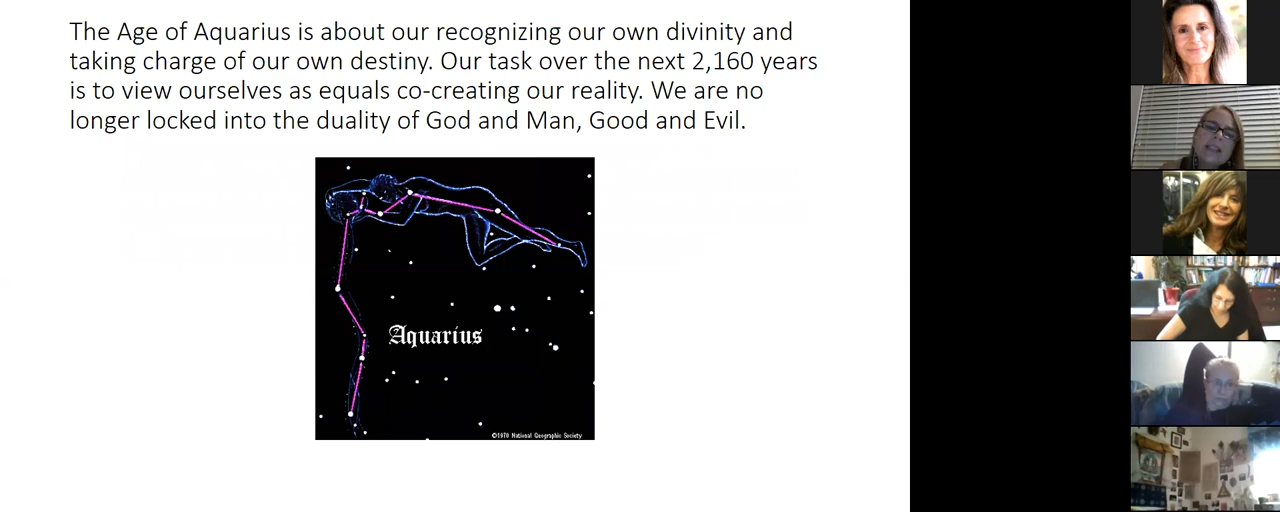 The Age of Aquarius is about our recognizing our own divinity and
taking charge of our own destiny. Our task over the next 2,160 years
is to view ourselves as equals co-creating our reality. We are no
longer locked into the duality of God and Man, Good and Evil.
Aquarius
©1979 National Geographic Society